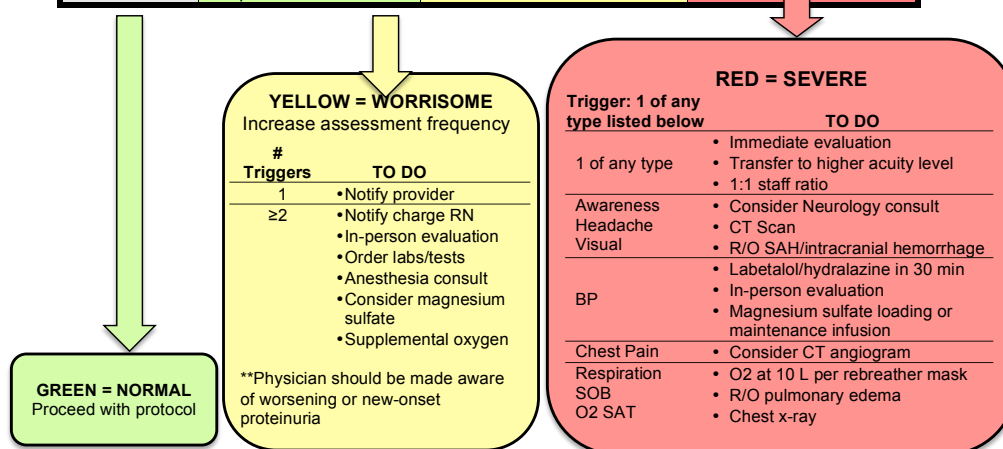 YELLOW = WORRISOME
Increase assessment frequency
#
Triggers TO DO
1 •Notify provider
≥2 •Notify charge RN
•In-person evaluation
•Order labs/tests
•Anesthesia consult
•Consider magnesium
sulfate
•Supplemental oxygen
**Physician should be made aware
of worsening or new-onset
proteinuria
GREEN = NORMAL
Proceed with protocol
RED = SEVERE
Trigger: 1 of any
type listed below TO DO
1 of any type
• Immediate evaluation
• Transfer to higher acuity level
• 1:1 staff ratio
Awareness • Consider Neurology consult
Headache • CT Scan
Visual • R/O SAH/intracranial hemorrhage
BP
• Labetalol/hydralazine in 30 min
• In-person evaluation
• Magnesium sulfate loading or
maintenance infusion
Chest Pain • Consider CT angiogram
Respiration • O2 at 10 L per rebreather mask
SOB • R/O pulmonary edema
O2 SAT • Chest x-ray